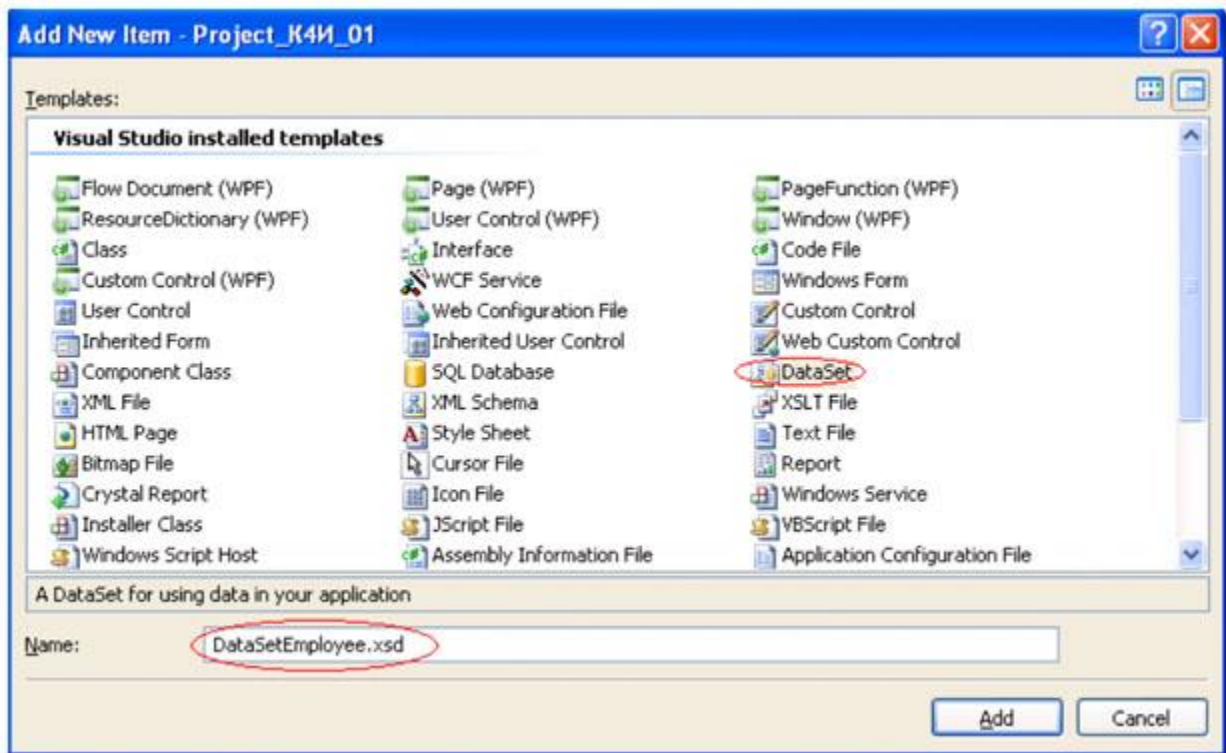 Add New Item - Project_К4И_01
Templates:
Visual Studio installed templates
Flow Document (WPF) Page (WPF) PageFunction (WPF)
ResourceDictionary (WPF) User Control (WPF) Window (WPF)
Class Interface Code File
Custom Control (WPF) WCF Service Windows Form
User Control Web Configuration File Custom Control
Inherited Form Inherited User Control Web Custom Control
Component Class SQL Database DataSet
XML File XML Schema XSLT File
HTML Page Style Sheet Text File
Bitmap File Cursor File Report
Crystal Report Icon File Windows Service
Installer Class JScript File VBScript File
Windows Script Host Assembly Information File Application Configuration File
A DataSet for using data in your application
Name: DataSetEmployee.xsd
Add Cancel